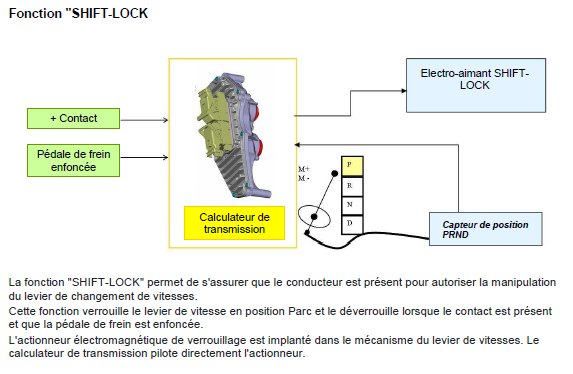 Fonction "SHIFT-LOCK
Electro-aimant SHIFT-
LOCK
+ Contact
Pédale de frein
enfoncée
Calculateur de
transmission
M+
M -
P
R
N
D
Capteur de position
PRND
La fonction "SHIFT-LOCK" permet de s'assurer que le conducteur est présent pour autoriser la manipulation
du levier de changement de vitesses.
Cette fonction verrouille le levier de vitesse en position Parc et le déverrouille lorsque le contact est présent
et que la pédale de frein est enfoncée.
L'actionneur électromagnétique de verrouillage est implanté dans le mécanisme du levier de vitesses. Le
calculateur de transmission pilote directement l'actionneur.